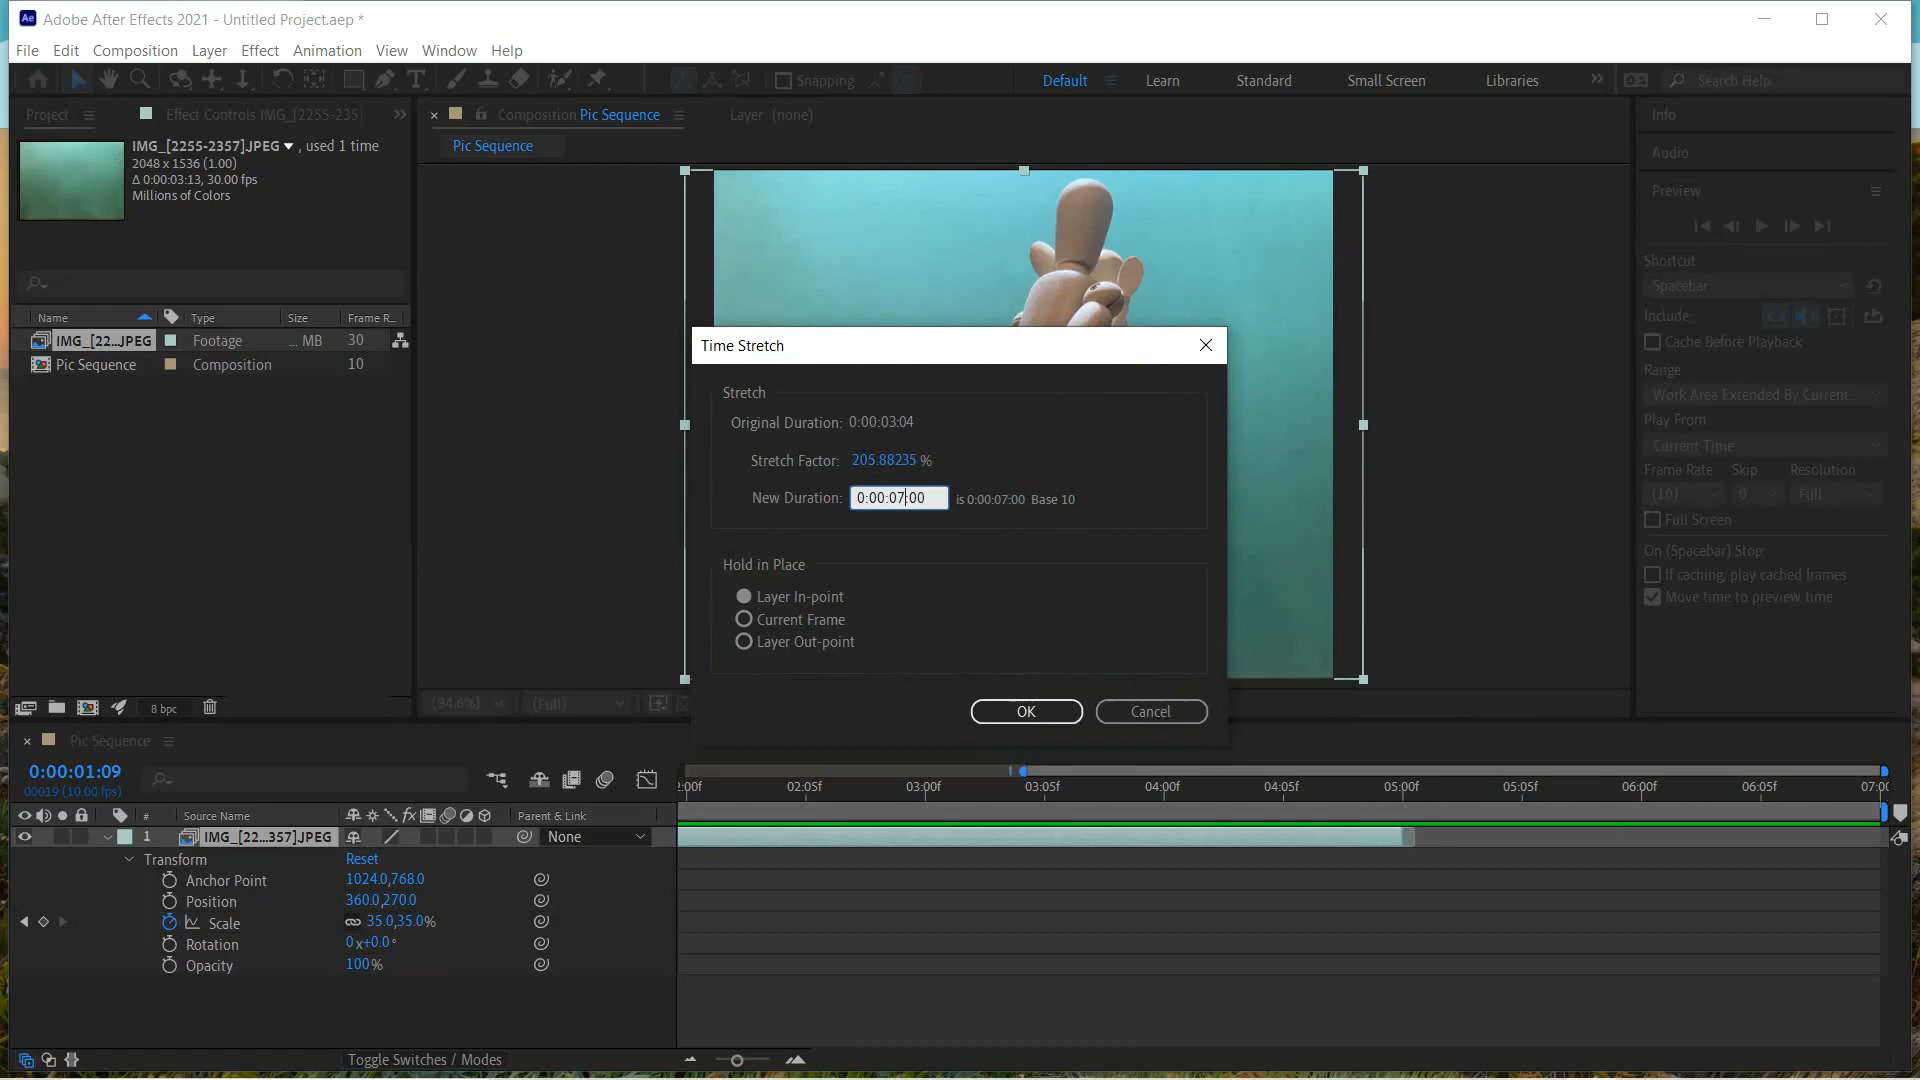 Adobe After Effects 2021 - Untitled Project.aep *
File Edit Composition Layer Effect Animation View Window Help
Snapping
Default Learn Standard Small Screen Libraries Search Help
Project Effect Controls IMG_[2255-235
Composition Pic Sequence Layer (none)
Pic Sequence
IMG_[2255-2357].JPEG , used 1 time
2048 x 1536 (1.00)
Δ 0:00:03:13, 30.00 fps
Millions of Colors
Name Type Size Frame R...
IMG_[22...JPEG Footage ... MB 30
Pic Sequence Composition 10
8 bpc
(94.6%) (Full)
Time Stretch
Stretch
Original Duration: 0:00:03:04
Stretch Factor: 205.88235 %
New Duration: 0:00:07:00 is 0:00:07:00 Base 10
Hold in Place
Layer In-point
Current Frame
Layer Out-point
OK Cancel
Info
Audio
Preview
Shortcut
Spacebar
Include:
Cache Before Playback
Range
Work Area Extended By Current...
Play From
Current Time
Frame Rate Skip Resolution
(10) 0 Full
Full Screen
On (Spacebar) Stop
If caching, play cached frames
Move time to preview time
Pic Sequence
0:00:01:09
00019 (10.00 fps)
2:00f 02:05f 03:00f 03:05f 04:00f 04:05f 05:00f 05:05f 06:00f 06:05f 07:00
# Source Name Parent & Link
1 IMG_[22...357].JPEG None
Transform Reset
Anchor Point 1024.0,768.0
Position 360.0,270.0
Scale 35.0,35.0%
Rotation 0x+0.0°
Opacity 100%
Toggle Switches / Modes